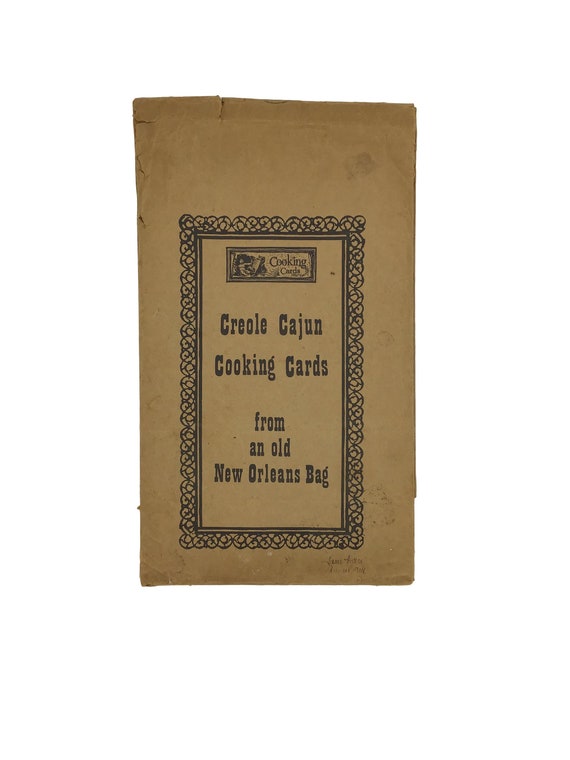 Cooking
Cards
Creole Cajun
Cooking Cards
from
an old
New Orleans Bag